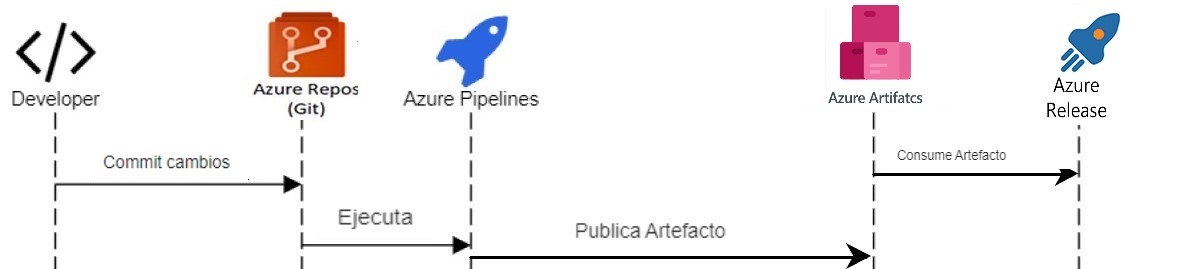 Developer
Azure Repos
(Git)
Azure Pipelines
Azure Artifatcs
Azure
Release
Commit cambios
Consume Artefacto
Ejecuta
Publica Artefacto